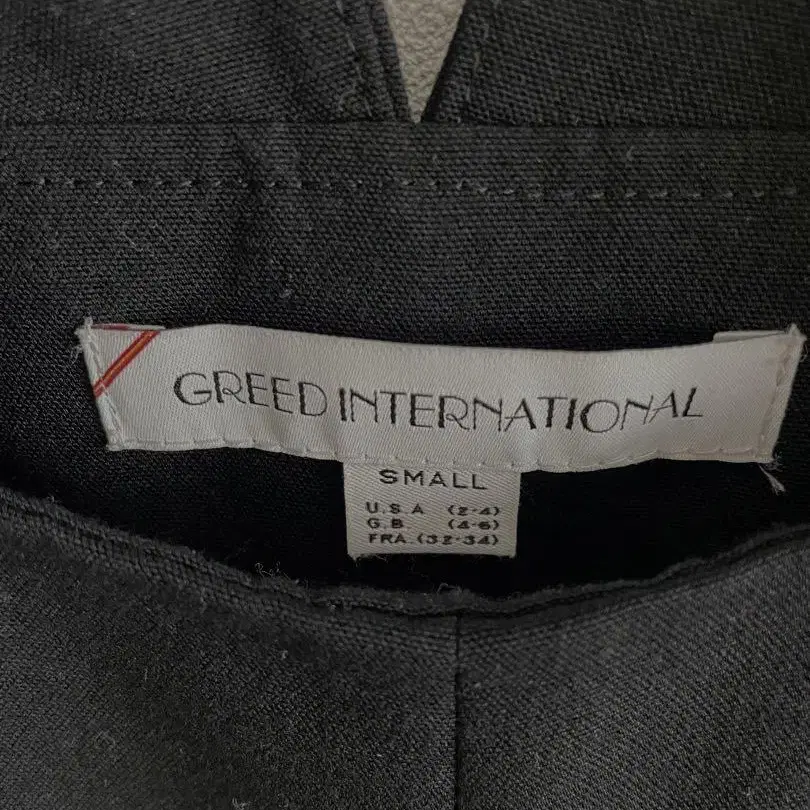 GREED INTERNATIONAL
SMALL
U.S.A (2-4)
G.B. (4-6)
FRA.(32-34)